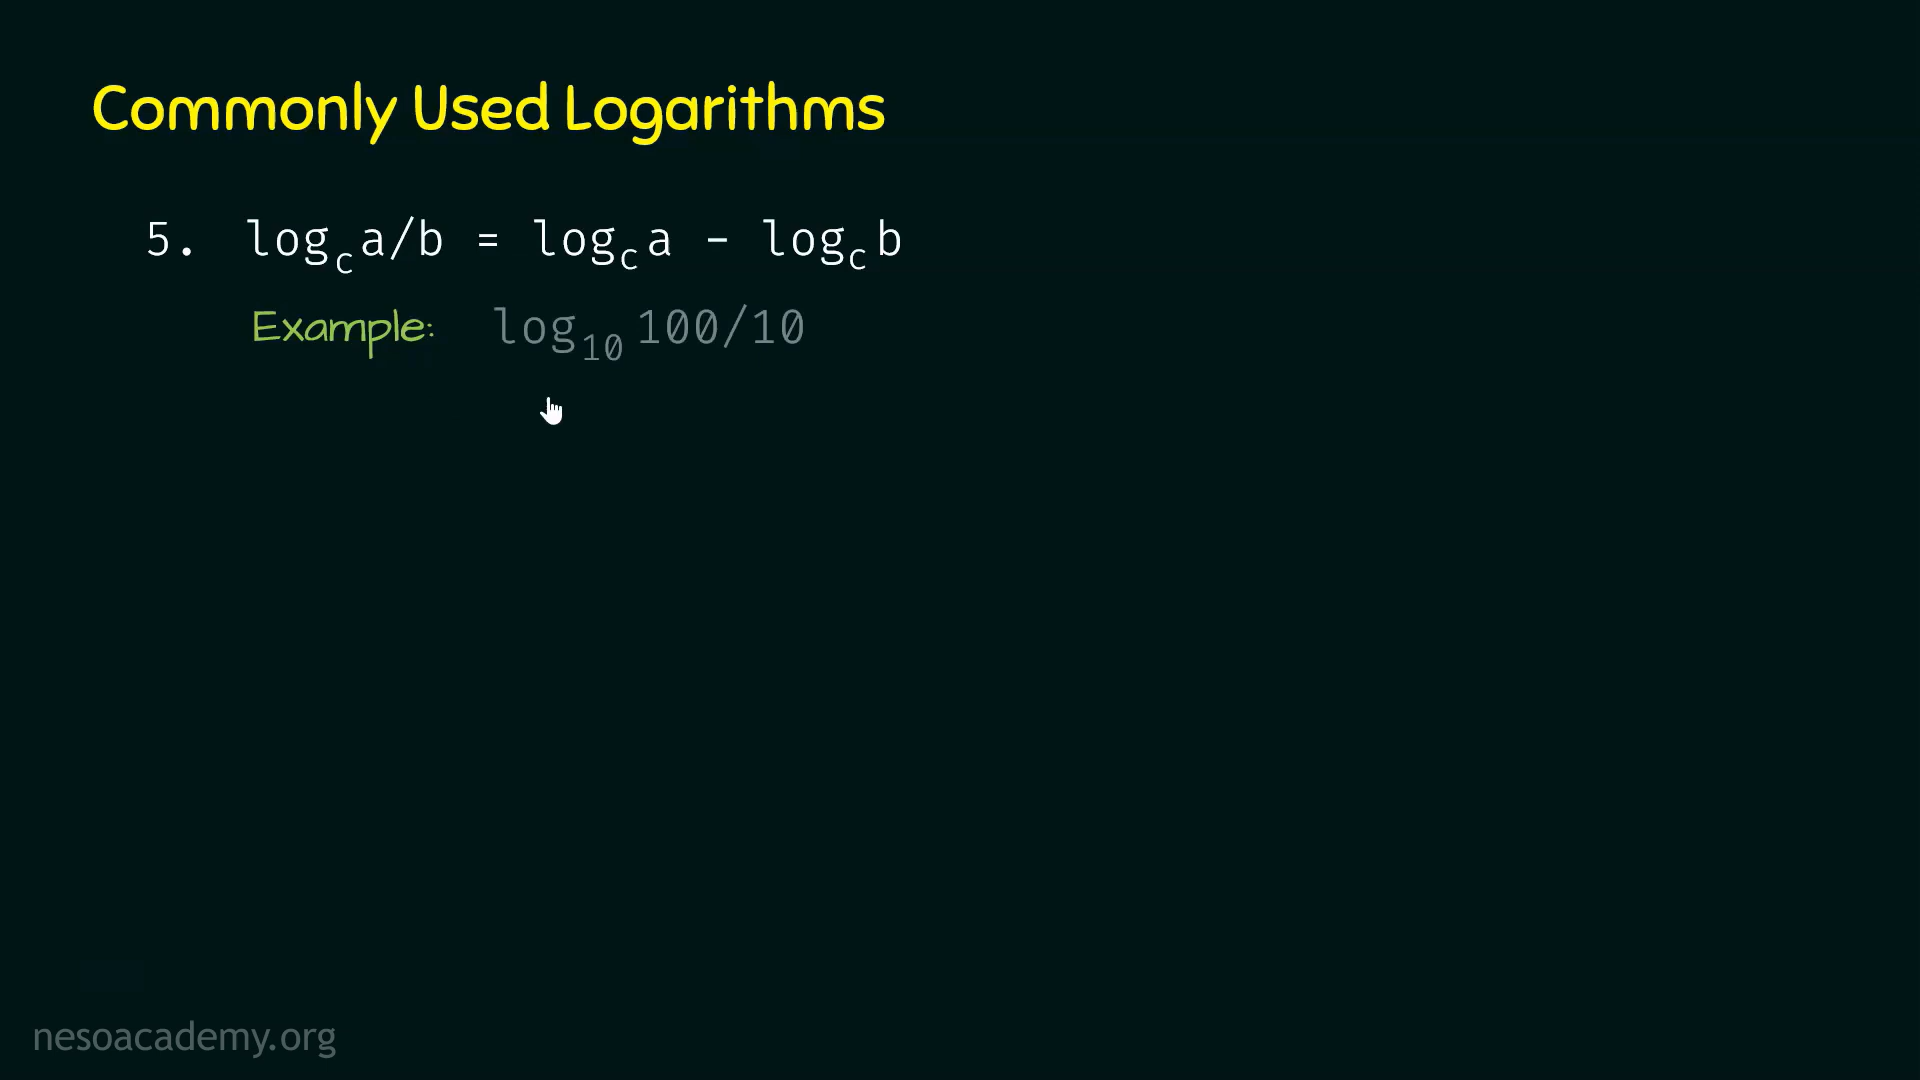 Commonly Used Logarithms
5. log_c a/b = log_c a - log_c b
Example: log_10 100/10
nesoacademy.org